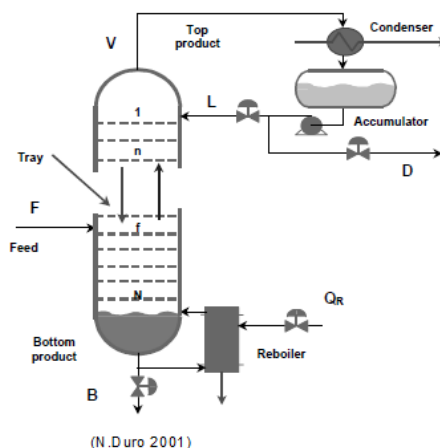 V
Top
product
Condenser
1
L
n
Accumulator
Tray
D
F
f
Feed
N
QR
Bottom
product
Reboiler
B
(N.Duro 2001)